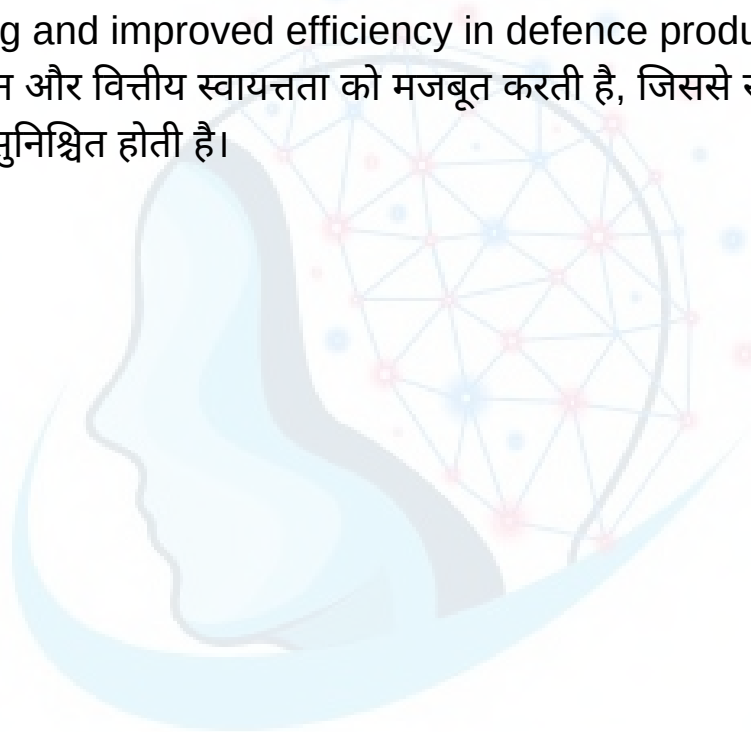 g and improved efficiency in defence produ
न और वित्तीय स्वायत्तता को मजबूत करती है, जिससे
सुनिश्चित होती है।